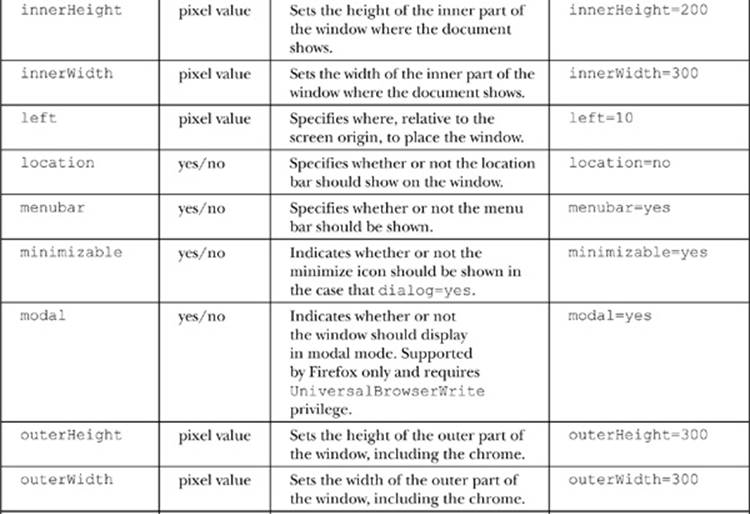 innerHeight pixel value Sets the height of the inner part of innerHeight=200
the window where the document
shows.
innerWidth pixel value Sets the width of the inner part of the innerWidth=300
window where the document shows.
left pixel value Specifies where, relative to the left=10
screen origin, to place the window.
location yes/no Specifies whether or not the location location=no
bar should show on the window.
menubar yes/no Specifies whether or not the menu menubar=yes
bar should be shown.
minimizable yes/no Indicates whether or not the minimizable=yes
minimize icon should be shown in
the case that dialog=yes.
modal yes/no Indicates whether or not modal=yes
the window should display
in modal mode. Supported
by Firefox only and requires
UniversalBrowserWrite
privilege.
outerHeight pixel value Sets the height of the outer part of outerHeight=300
the window, including the chrome.
outerWidth pixel value Sets the width of the outer part of outerWidth=300
the window, including the chrome.